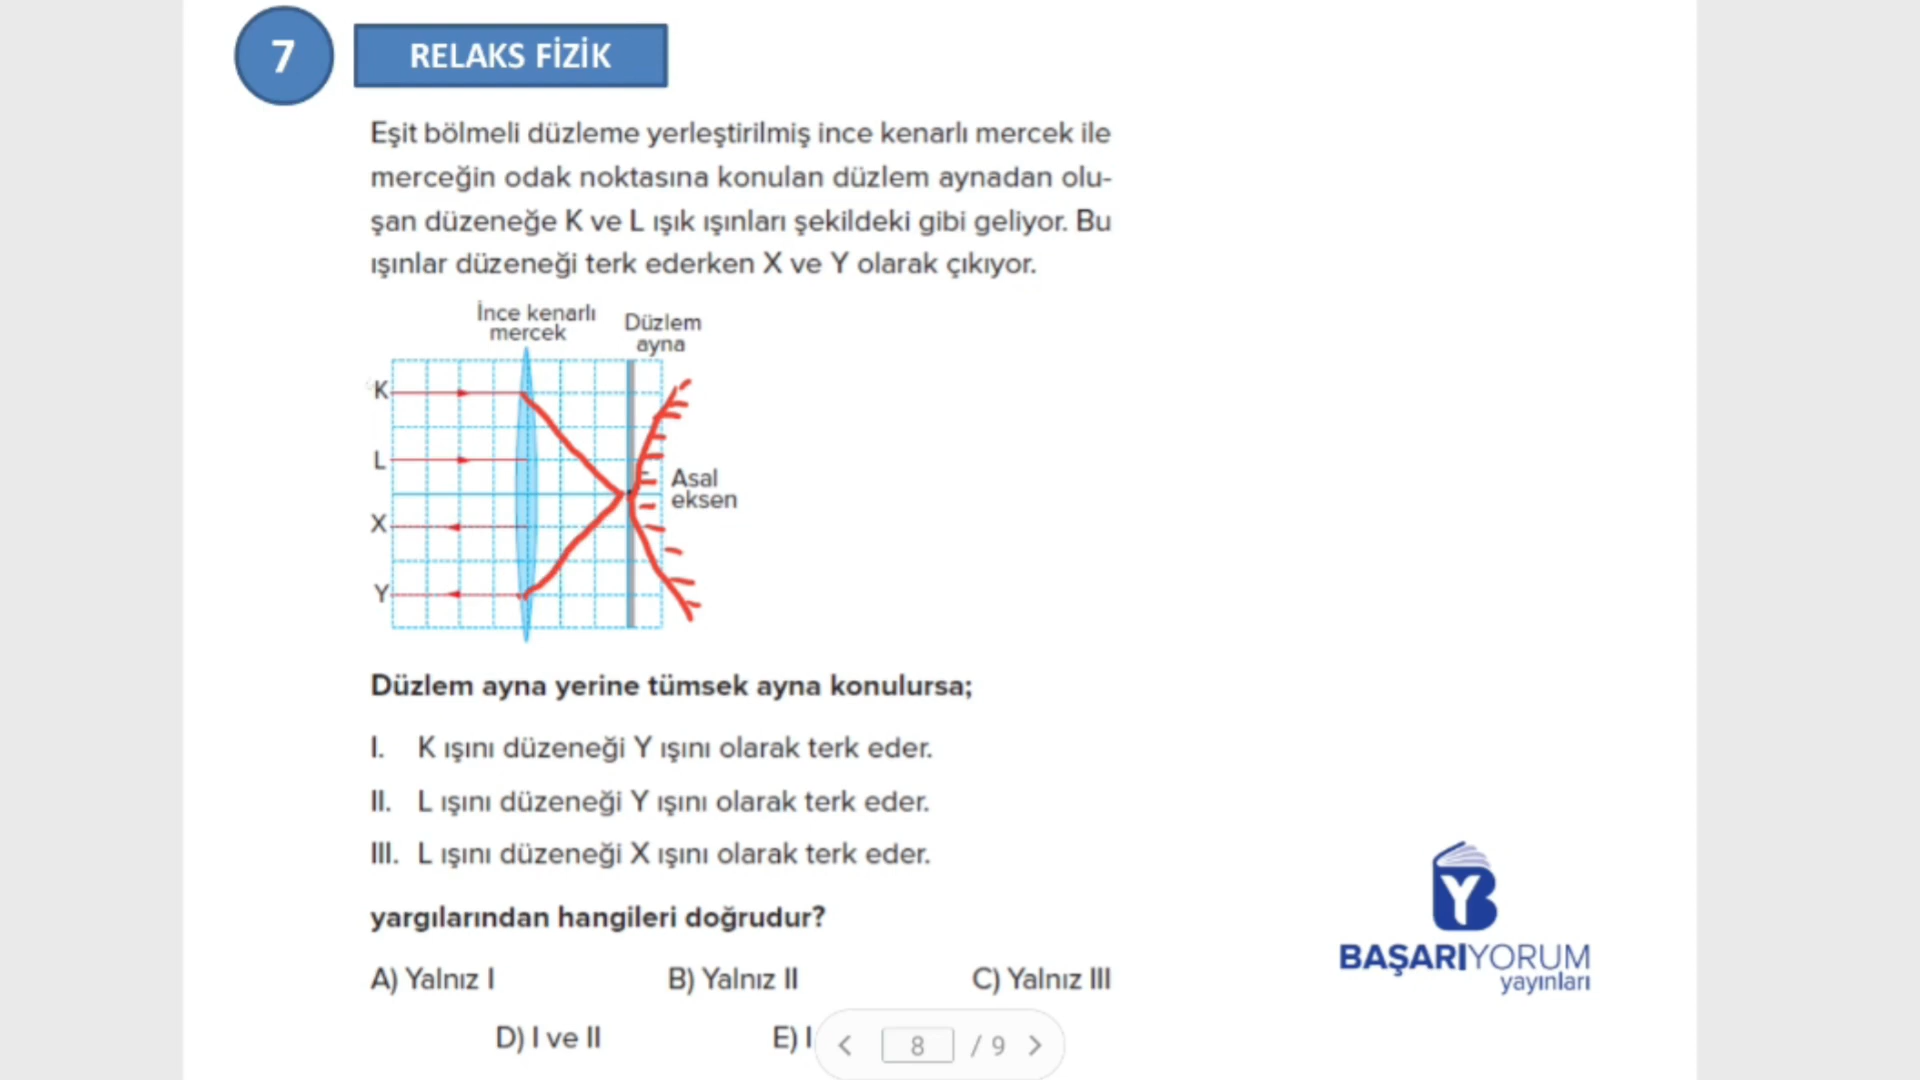 7
RELAKS FİZİK
Eşit bölmeli düzleme yerleştirilmiş ince kenarlı mercek ile
merceğin odak noktasına konulan düzlem aynadan olu-
şan düzeneğe K ve L ışık ışınları şekildeki gibi geliyor. Bu
ışınlar düzeneği terk ederken X ve Y olarak çıkıyor.
İnce kenarlı
mercek
Düzlem
ayna
K
L
Asal
eksen
X
Y
Düzlem ayna yerine tümsek ayna konulursa;
I. K ışını düzeneği Y ışını olarak terk eder.
II. L ışını düzeneği Y ışını olarak terk eder.
III. L ışını düzeneği X ışını olarak terk eder.
yargılarından hangileri doğrudur?
A) Yalnız I B) Yalnız II C) Yalnız III
D) I ve II E) I
8 / 9
Y
BAŞARIYORUM
yayınları